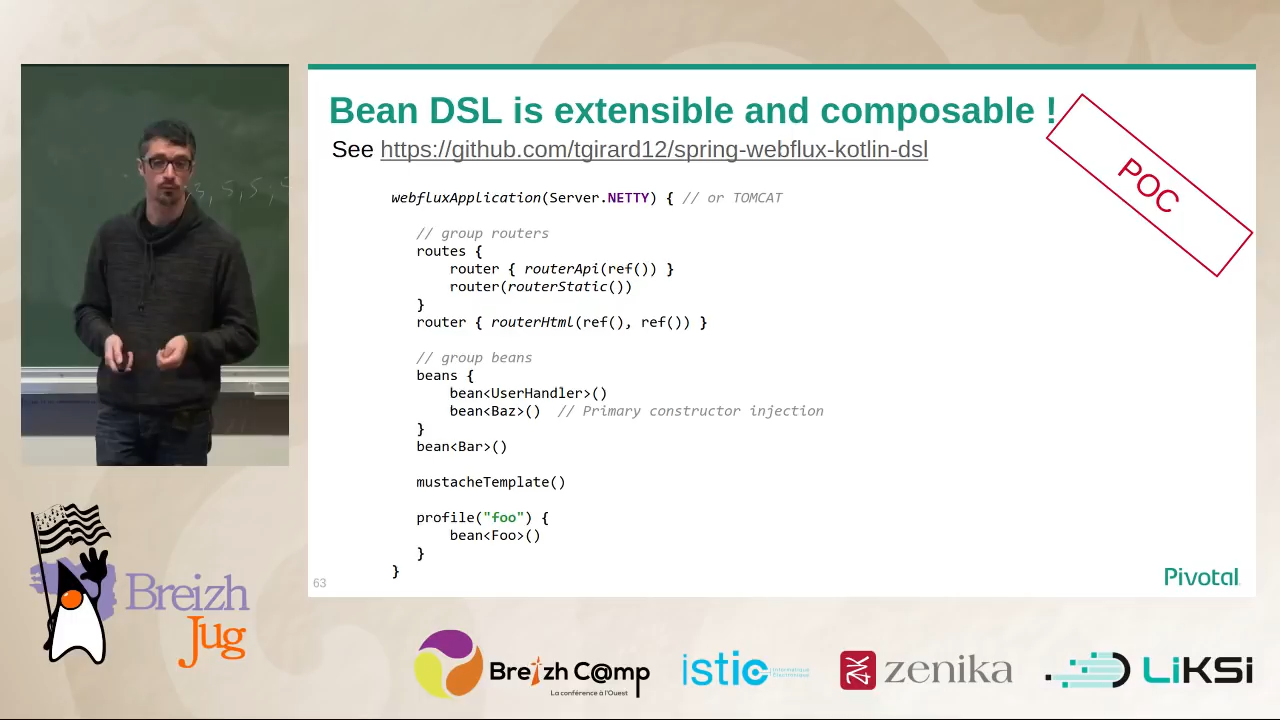 Bean DSL is extensible and composable !
See https://github.com/tgirard12/spring-webflux-kotlin-dsl
POC
webfluxApplication(Server.NETTY) { // or TOMCAT
// group routers
routes {
router { routerApi(ref()) }
router(routerStatic())
}
router { routerHtml(ref(), ref()) }
// group beans
beans {
bean<UserHandler>()
bean<Baz>() // Primary constructor injection
}
bean<Bar>()
mustacheTemplate()
profile("foo") {
bean<Foo>()
}
}
63
Pivotal
Breizh
Jug
Breizh C@mp
La conférence à l'Ouest
istic
Informatique
Électronique
zenika
LiKSi